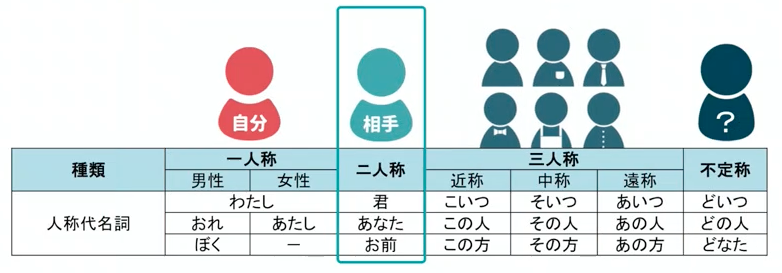 自分 相手 ?
種類 一人称 二人称 三人称 不定称
男性 女性 近称 中称 遠称
人称代名詞 わたし 君 こいつ そいつ あいつ どいつ
おれ あたし あなた この人 その人 あの人 どの人
ぼく － お前 この方 その方 あの方 どなた